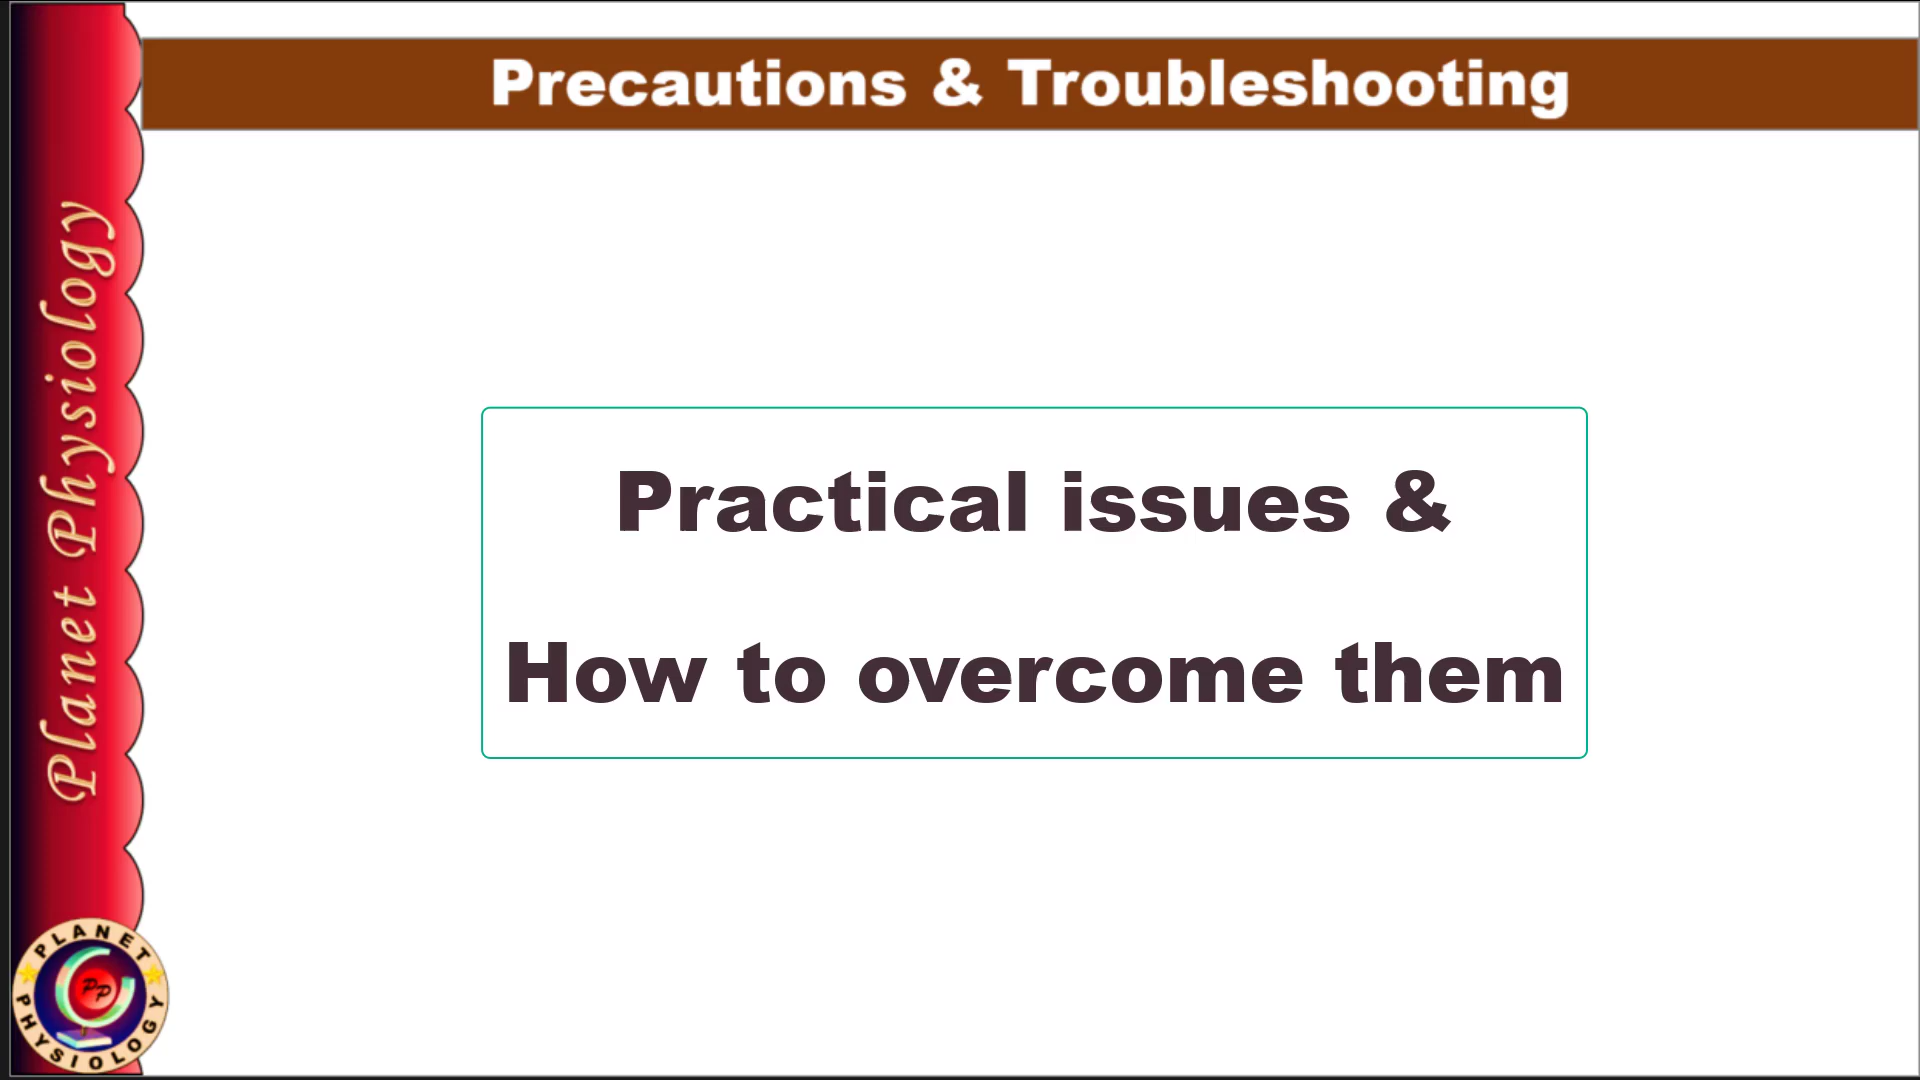 Precautions & Troubleshooting
Planet Physiology
Practical issues &
How to overcome them
PLANET
PP
PHYSIOLOGY